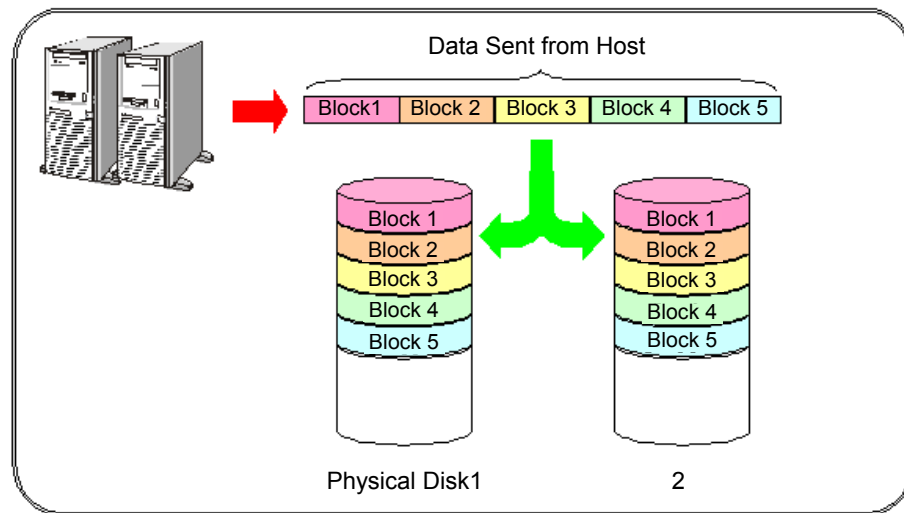 Data Sent from Host
Block1 Block 2 Block 3 Block 4 Block 5
Block 1
Block 2
Block 3
Block 4
Block 5
Block 1
Block 2
Block 3
Block 4
Block 5
Physical Disk1
2